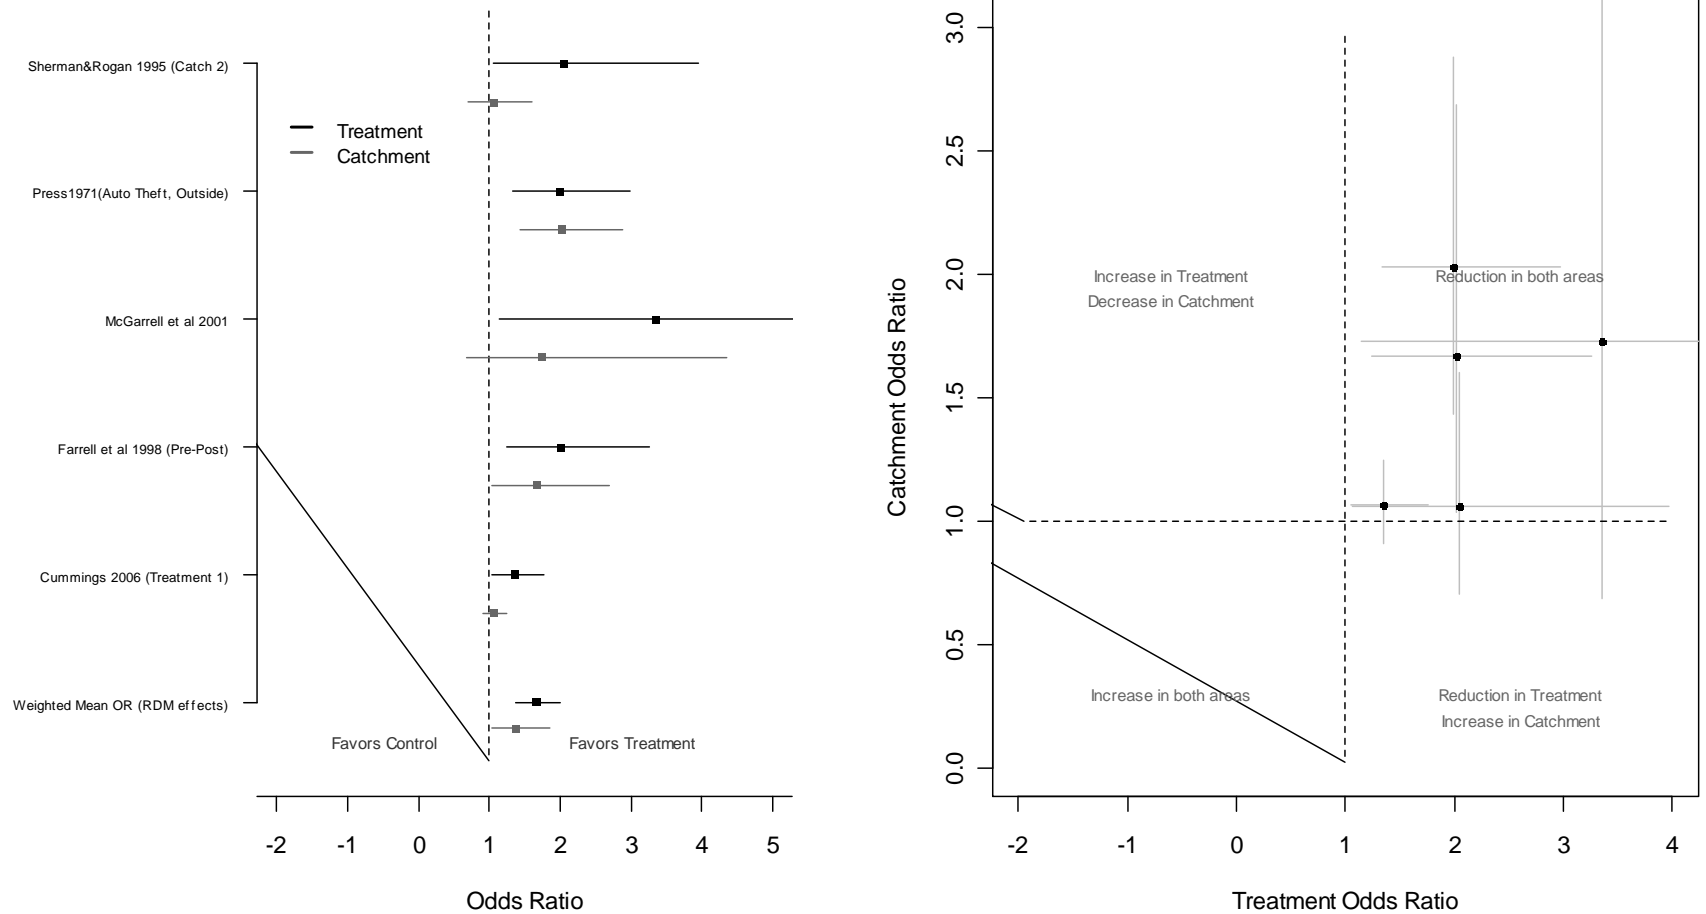 Sherman&Rogan 1995 (Catch 2)
Treatment
Catchment
Press1971(Auto Theft, Outside)
McGarrell et al 2001
Farrell et al 1998 (Pre-Post)
Cummings 2006 (Treatment 1)
Weighted Mean OR (RDM effects)
Favors Control
Favors Treatment
-2 -1 0 1 2 3 4 5
Odds Ratio
3.0
2.5
2.0
1.5
1.0
0.5
0.0
Catchment Odds Ratio
Increase in Treatment
Decrease in Catchment
Reduction in both areas
Increase in both areas
Reduction in Treatment
Increase in Catchment
-2 -1 0 1 2 3 4
Treatment Odds Ratio